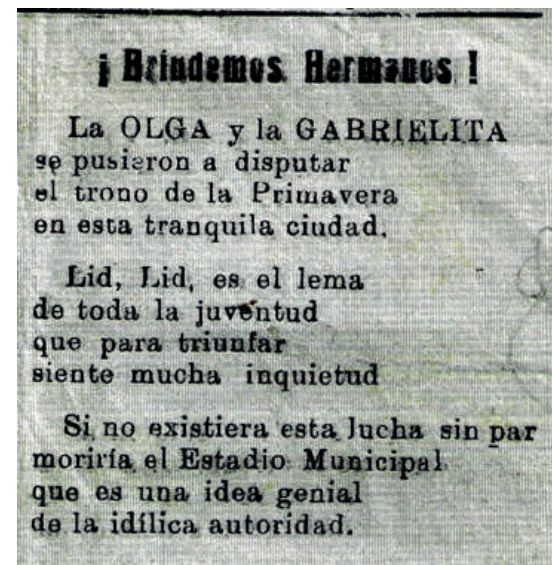 ¡ Brindemos Hermanos !
La OLGA y la GABRIELITA
se pusieron a disputar
el trono de la Primavera
en esta tranquila ciudad.
Lid, Lid, es el lema
de toda la juventud
que para triunfar
siente mucha inquietud
Si no existiera esta lucha sin par
moriría el Estadio Municipal
que es una idea genial
de la idílica autoridad.